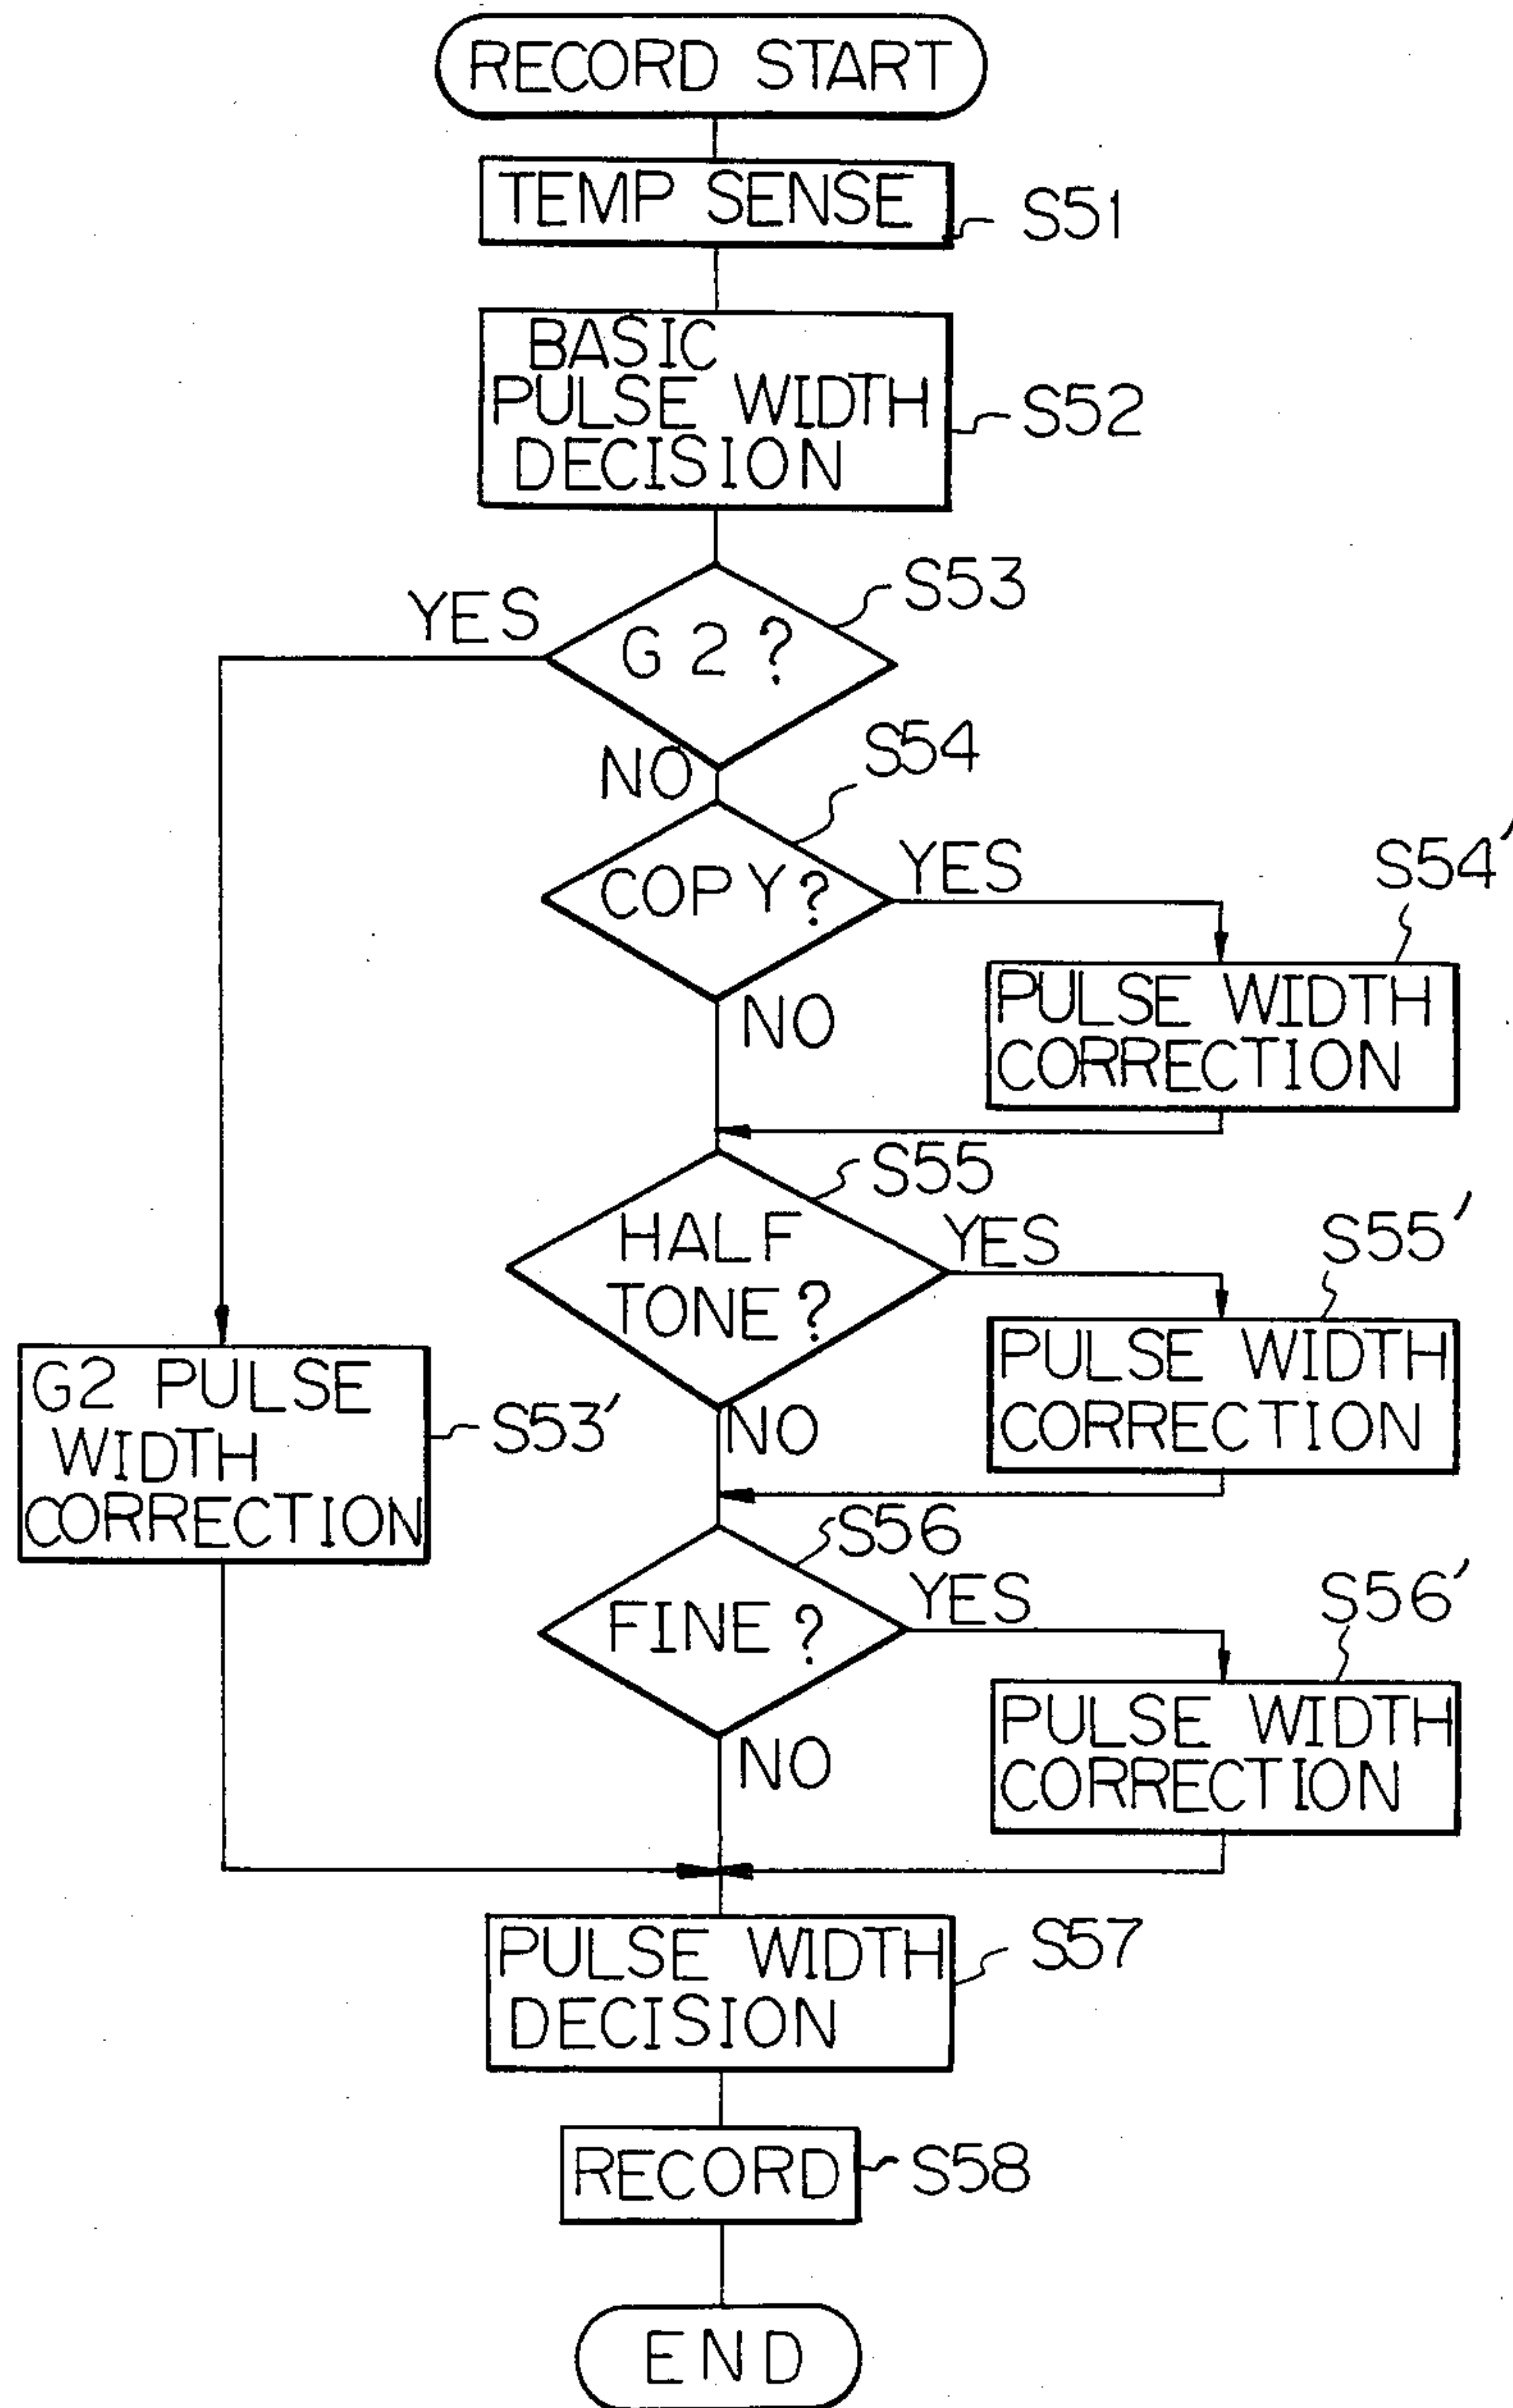 RECORD START
TEMP SENSE
S51
BASIC
PULSE WIDTH
DECISION
S52
S53
YES
G2?
NO
S54
COPY?
YES
S54'
NO
PULSE WIDTH
CORRECTION
S55
HALF
TONE?
YES
S55'
NO
PULSE WIDTH
CORRECTION
G2 PULSE
WIDTH
CORRECTION
S53'
S56
FINE?
YES
S56'
NO
PULSE WIDTH
CORRECTION
PULSE WIDTH
DECISION
S57
RECORD
S58
END